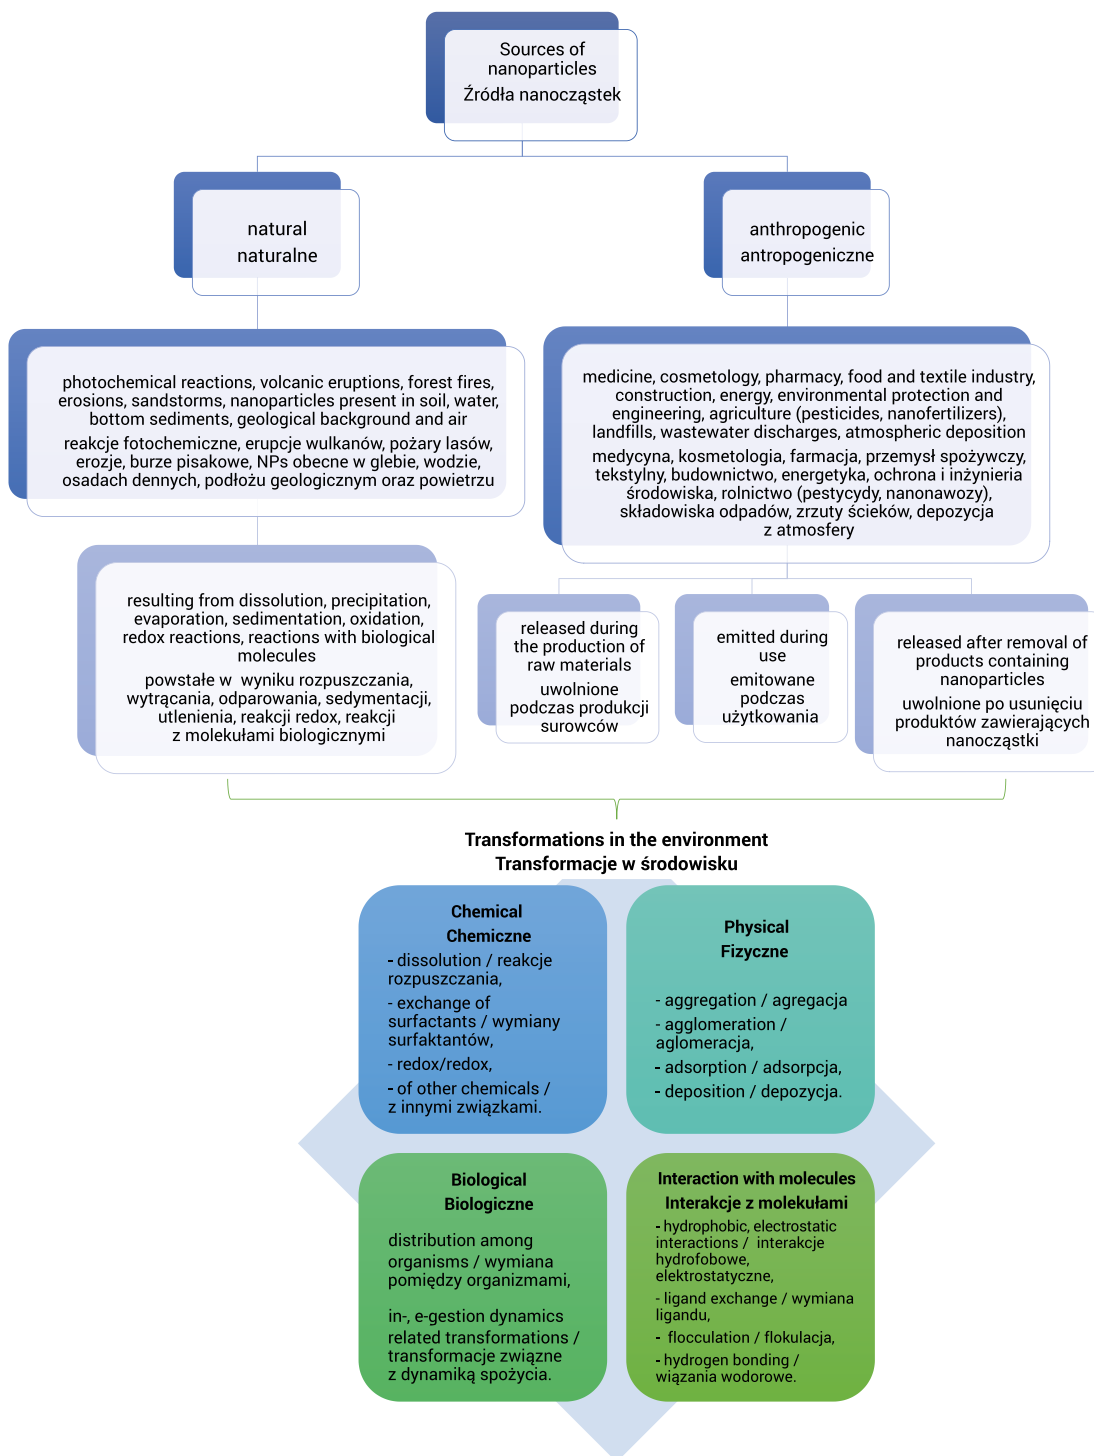 Sources of
nanoparticles
Źródła nanocząstek
natural
naturalne
anthropogenic
antropogeniczne
photochemical reactions, volcanic eruptions, forest fires,
erosions, sandstorms, nanoparticles present in soil, water,
bottom sediments, geological background and air
reakcje fotochemiczne, erupcje wulkanów, pożary lasów,
erozje, burze pisakowe, NPs obecne w glebie, wodzie,
osadach dennych, podłożu geologicznym oraz powietrzu
medicine, cosmetology, pharmacy, food and textile industry,
construction, energy, environmental protection and
engineering, agriculture (pesticides, nanofertilizers),
landfills, wastewater discharges, atmospheric deposition
medycyna, kosmetologia, farmacja, przemysł spożywczy,
tekstylny, budownictwo, energetyka, ochrona i inżynieria
środowiska, rolnictwo (pestycydy, nanonawozy),
składowiska odpadów, zrzuty ścieków, depozycja
z atmosfery
resulting from dissolution, precipitation,
evaporation, sedimentation, oxidation,
redox reactions, reactions with biological
molecules
powstałe w wyniku rozpuszczania,
wytrącania, odparowania, sedymentacji,
utlenienia, reakcji redox, reakcji
z molekułami biologicznymi
released during
the production of
raw materials
uwolnione
podczas produkcji
surowców
emitted during
use
emitowane
podczas
użytkowania
released after removal of
products containing
nanoparticles
uwolnione po usunięciu
produktów zawierających
nanocząstki
Transformations in the environment
Transformacje w środowisku
Chemical
Chemiczne
- dissolution / reakcje
rozpuszczania,
- exchange of
surfactants / wymiany
surfaktantów,
- redox/redox,
- of other chemicals /
z innymi związkami.
Physical
Fizyczne
- aggregation / agregacja
- agglomeration /
aglomeracja,
- adsorption / adsorpcja,
- deposition / depozycja.
Biological
Biologiczne
distribution among
organisms / wymiana
pomiędzy organizmami,
in-, e-gestion dynamics
related transformations /
transformacje związne
z dynamiką spożycia.
Interaction with molecules
Interakcje z molekułami
- hydrophobic, electrostatic
interactions / interakcje
hydrofobowe,
elektrostatyczne,
- ligand exchange / wymiana
ligandu,
- flocculation / flokulacja,
- hydrogen bonding /
wiązania wodorowe.